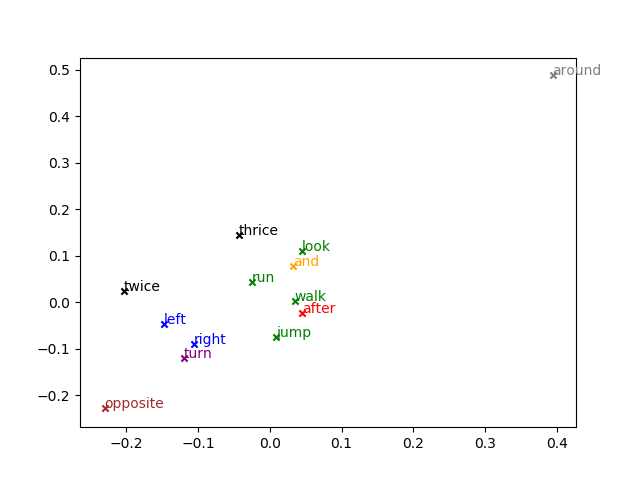 0.5
around
0.4
0.3
0.2
thrice
look
0.1
and
run
twice
walk
0.0
after
left
right
jump
turn
−0.1
−0.2
opposite
−0.2
−0.1
0.0
0.1
0.2
0.3
0.4